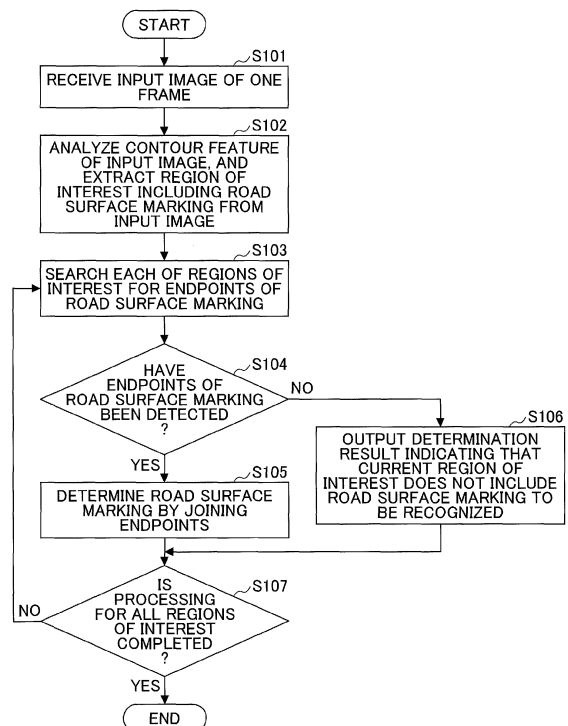 START
S101
RECEIVE INPUT IMAGE OF ONE
FRAME
S102
ANALYZE CONTOUR FEATURE
OF INPUT IMAGE, AND
EXTRACT REGION OF
INTEREST INCLUDING ROAD
SURFACE MARKING FROM
INPUT IMAGE
S103
SEARCH EACH OF REGIONS OF
INTEREST FOR ENDPOINTS OF
ROAD SURFACE MARKING
S104
HAVE
ENDPOINTS OF
ROAD SURFACE MARKING
BEEN DETECTED
?
NO
YES
S105
DETERMINE ROAD SURFACE
MARKING BY JOINING
ENDPOINTS
S106
OUTPUT DETERMINATION
RESULT INDICATING THAT
CURRENT REGION OF
INTEREST DOES NOT INCLUDE
ROAD SURFACE MARKING TO
BE RECOGNIZED
S107
IS
PROCESSING
FOR ALL REGIONS
OF INTEREST
COMPLETED
?
NO
YES
END